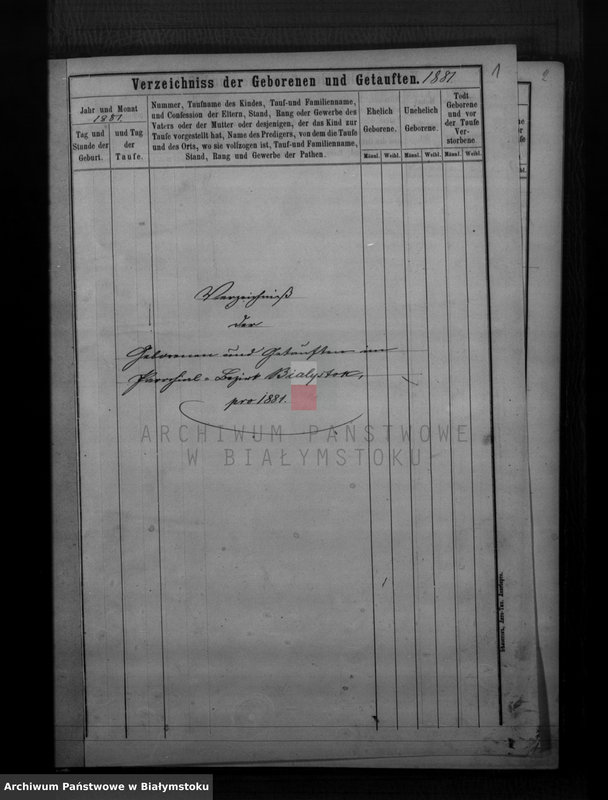 Verzeichniss der Geborenen und Getauften. 1881
1
2
Jahr und Monat
1881.
Tag und
Stunde der
Geburt.
und Tag
der
Taufe.
Nummer, Taufname des Kindes, Tauf-und Familienname,
und Confession der Eltern, Stand, Rang oder Gewerbe des
Vaters oder der Mutter oder desjenigen, der das Kind zur
Taufe vorgestellt hat, Name des Predigers, von dem die Taufe
und des Orts, wo sie vollzogen ist, Tauf-und Familienname,
Stand, Rang und Gewerbe der Pathen.
Ehelich
Geborene.
Unehelich
Geborene.
Todt
Geborene
und vor
der Taufe
Ver-
storbene.
Männl. Weibl. Männl. Weibl. Männl. Weibl.
Verzeichniß
der
Geborenen und Getauften im
Parochial-Bezirk Bialystok,
pro 1881.
ARCHIWUM PAŃSTWOWE
W BIAŁYMSTOKU
Archiwum Państwowe w Białymstoku